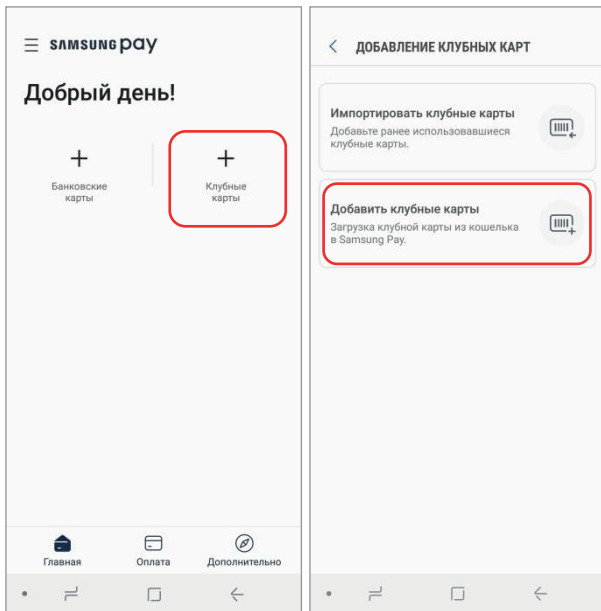 SAMSUNG pay
Добрый день!
Банковские
карты
Клубные
карты
Главная
Оплата
Дополнительно
ДОБАВЛЕНИЕ КЛУБНЫХ КАРТ
Импортировать клубные карты
Добавьте ранее использовавшиеся
клубные карты.
Добавить клубные карты
Загрузка клубной карты из кошелька
в Samsung Pay.